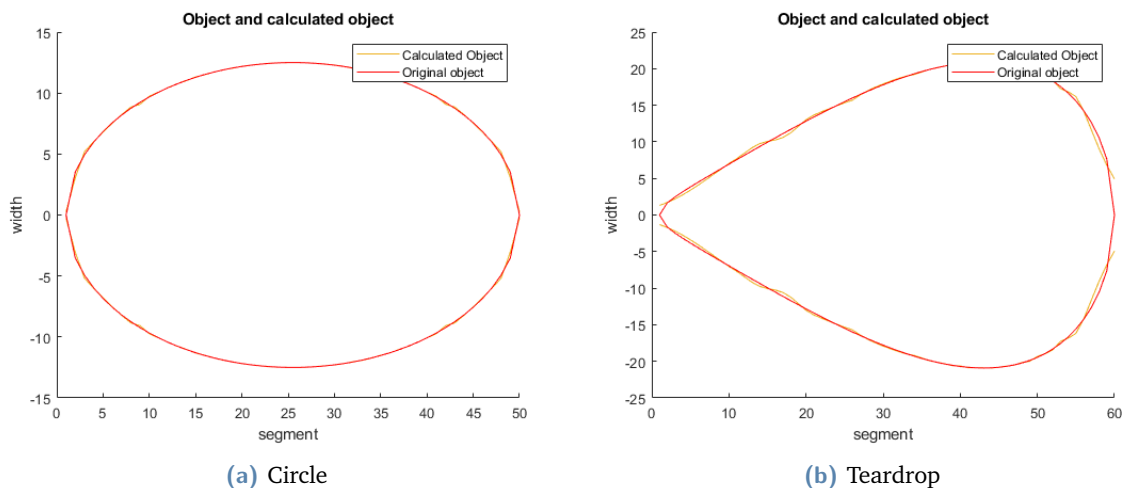 Object and calculated object
15
10
5
0
-5
-10
-15
width
0 5 10 15 20 25 30 35 40 45 50
segment
Calculated Object
Original object
(a) Circle
Object and calculated object
25
20
15
10
5
0
-5
-10
-15
-20
-25
width
0 10 20 30 40 50 60
segment
Calculated Object
Original object
(b) Teardrop